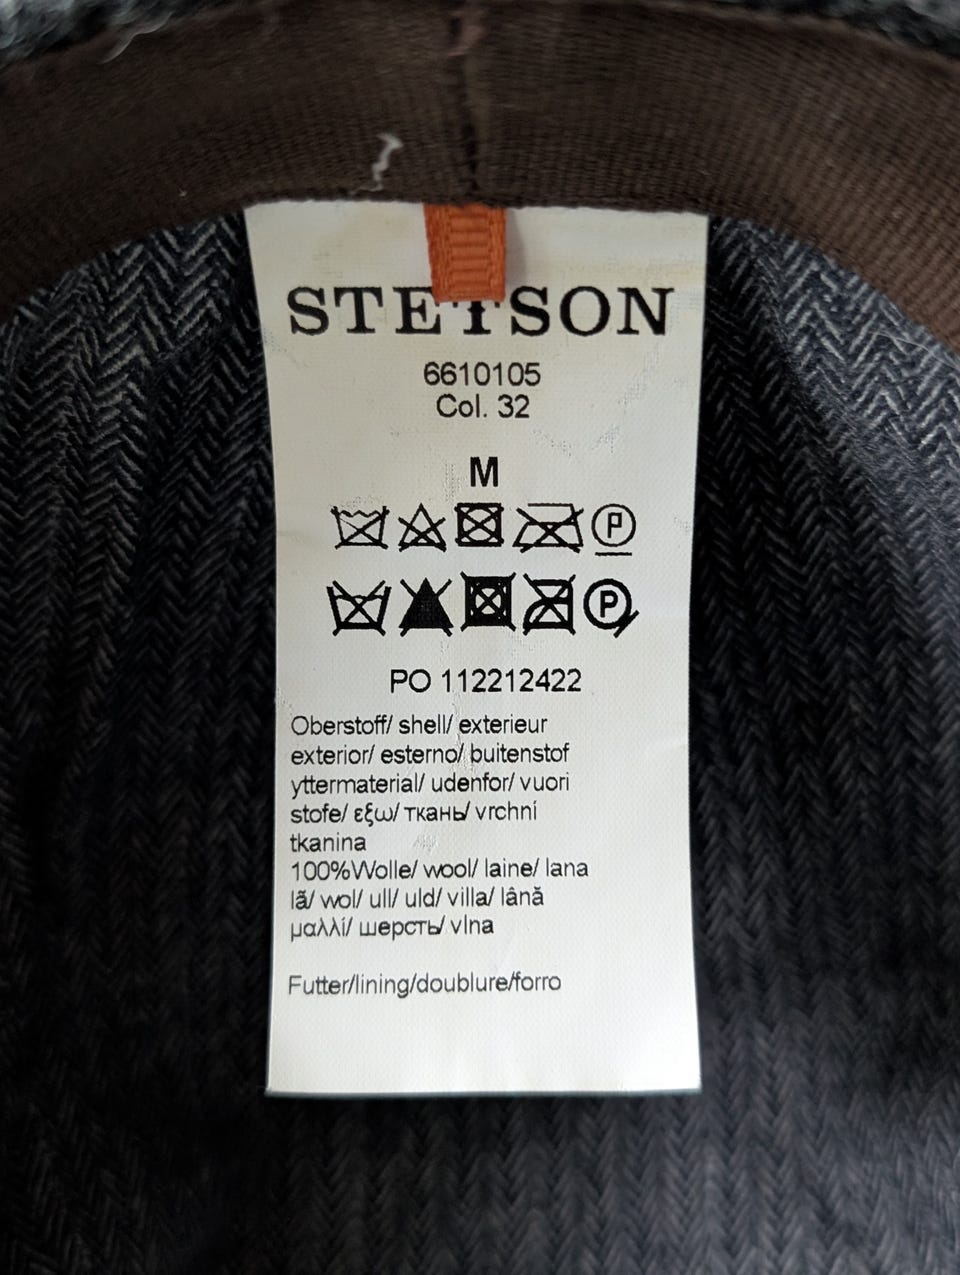 STETSON
6610105
Col. 32
M
P
P
PO 112212422
Oberstoff/ shell/ exterieur
exterior/ esterno/ buitenstof
yttermaterial/ udenfor/ vuori
stofe/ εξω/ ткань/ vrchní
tkanina
100%Wolle/ wool/ laine/ lana
lã/ wol/ ull/ uld/ villa/ lână
μαλλί/ шерсть/ vlna
Futter/lining/doublure/forro